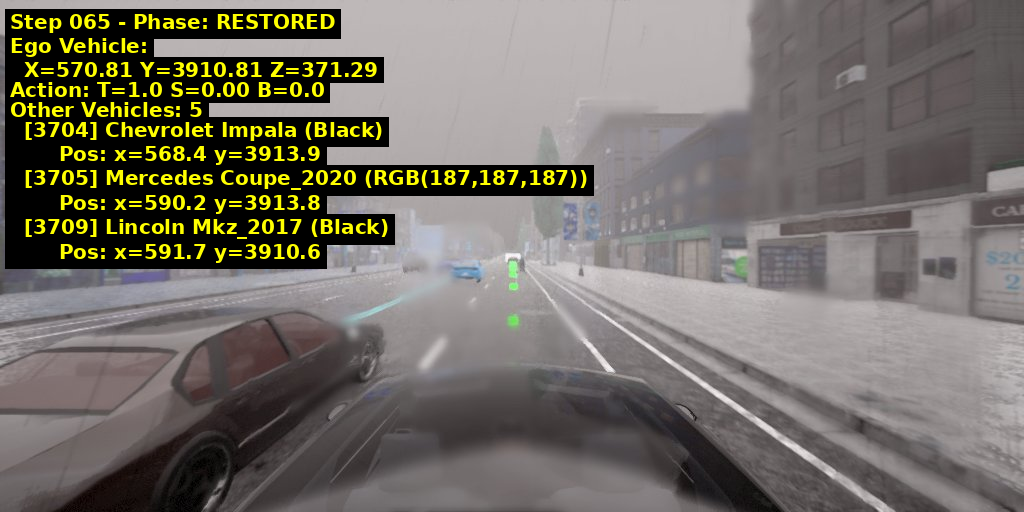 Step 065 - Phase: RESTORED
Ego Vehicle:
X=570.81 Y=3910.81 Z=371.29
Action: T=1.0 S=0.00 B=0.0
Other Vehicles: 5
[3704] Chevrolet Impala (Black)
Pos: x=568.4 y=3913.9
[3705] Mercedes Coupe_2020 (RGB(187,187,187))
Pos: x=590.2 y=3913.8
[3709] Lincoln Mkz_2017 (Black)
Pos: x=591.7 y=3910.6
$20
2